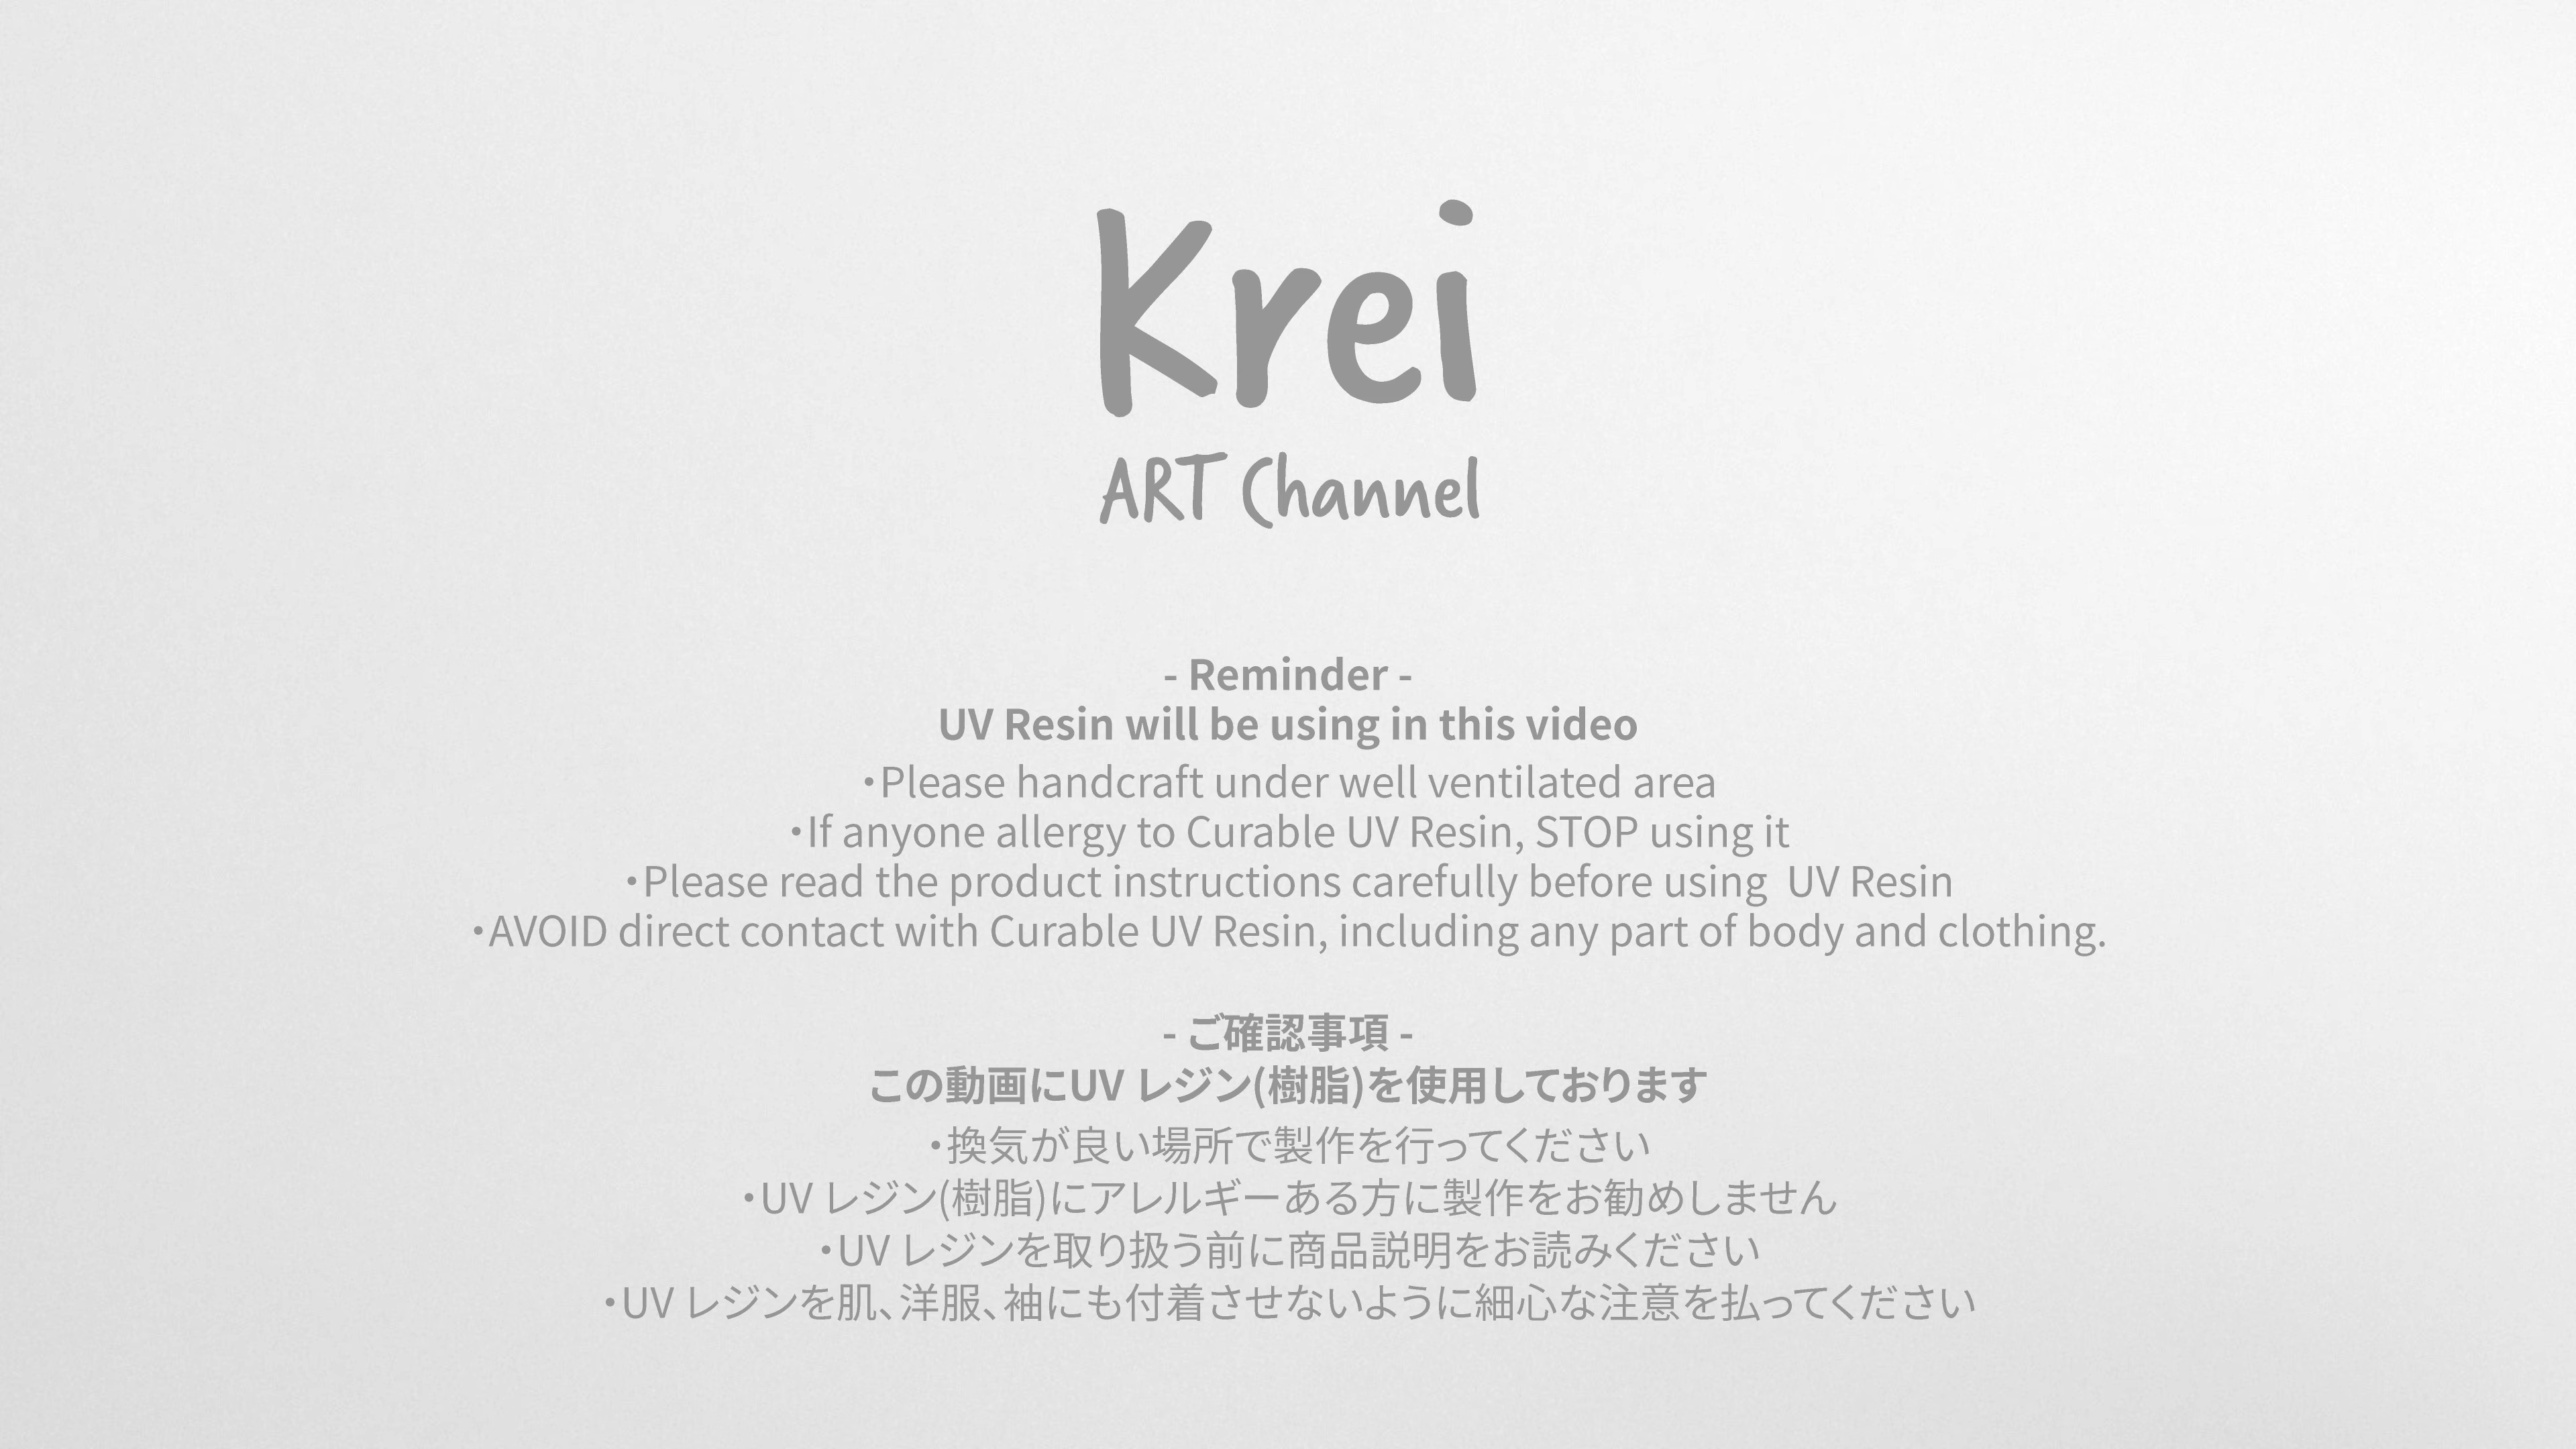 Krei
ART Channel
- Reminder -
UV Resin will be using in this video
・Please handcraft under well ventilated area
・If anyone allergy to Curable UV Resin, STOP using it
・Please read the product instructions carefully before using  UV Resin
・AVOID direct contact with Curable UV Resin, including any part of body and clothing.
- ご確認事項 -
この動画にUV レジン(樹脂)を使用しております
・換気が良い場所で製作を行ってください
・UV レジン(樹脂)にアレルギーある方に製作をお勧めしません
・UV レジンを取り扱う前に商品説明をお読みください
・UV レジンを肌、洋服、袖にも付着させないように細心な注意を払ってください